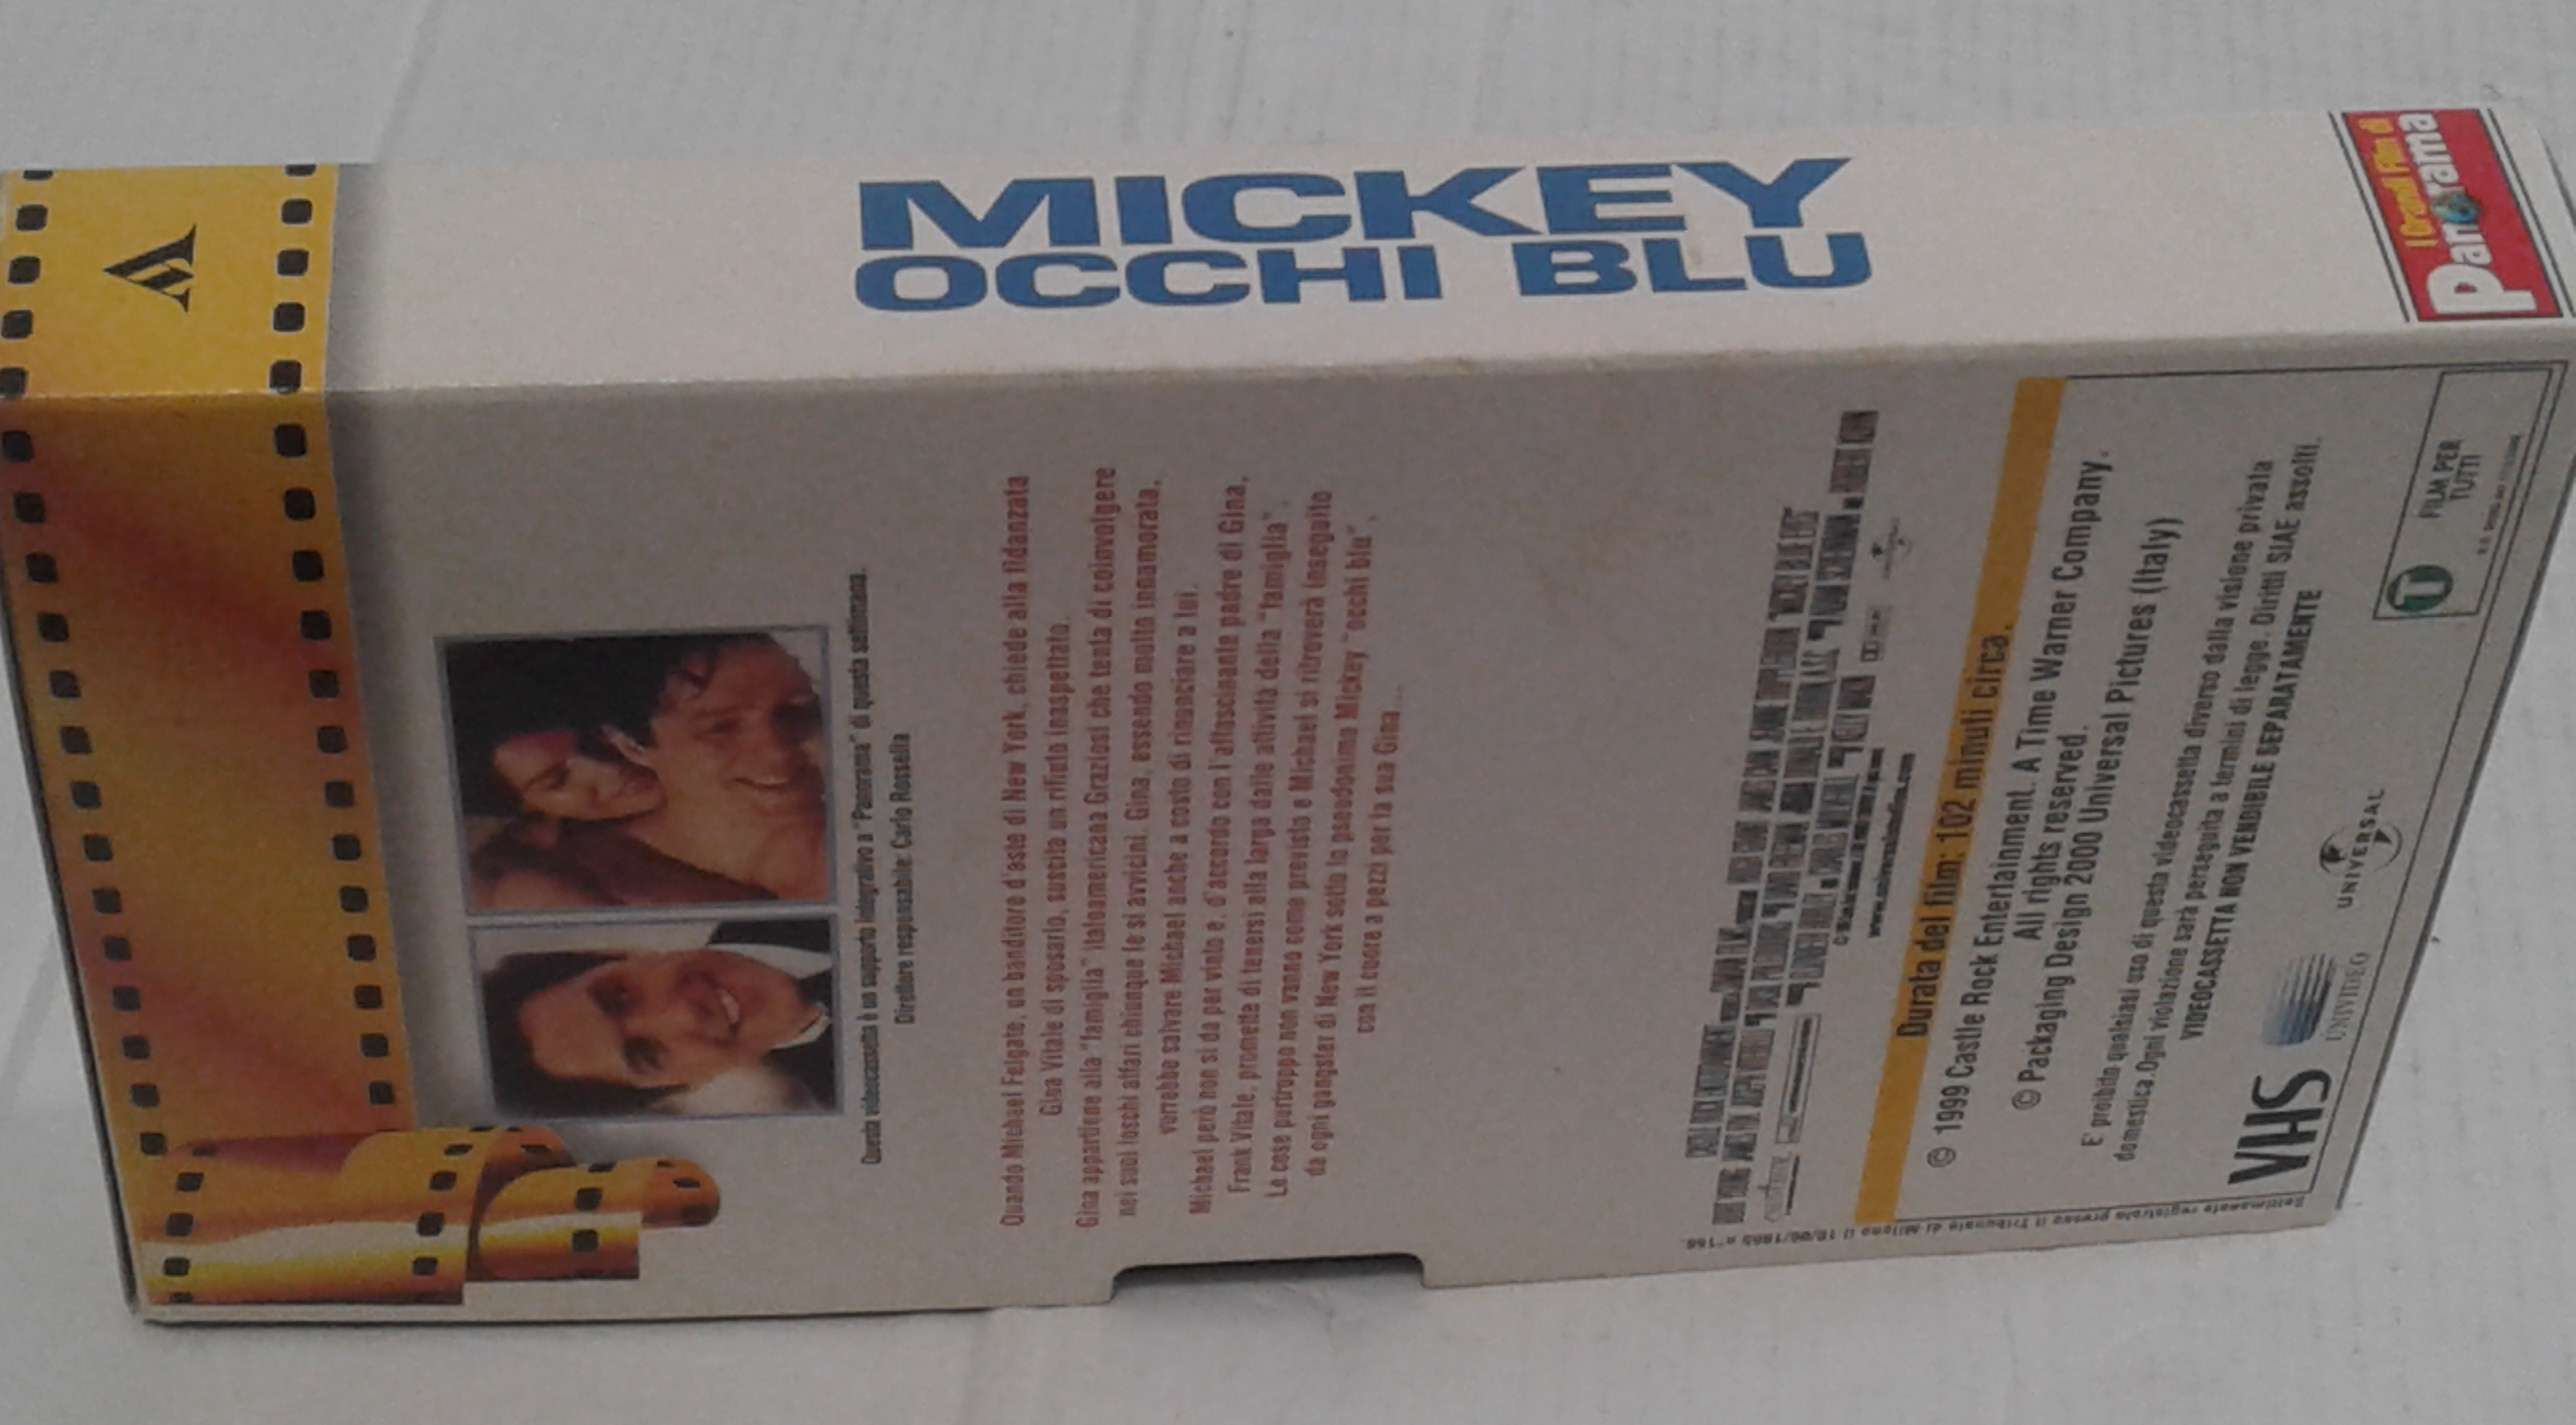 MICKEY
OCCHI BLU
I Grandi Film di
Panorama
Questa videocassetta è un supporto integrativo a "Panorama" di questa settimana.
Direttore responsabile: Carlo Rossella
Quando Michael Felgate, un banditore d'aste di New York, chiede alla fidanzata
Gina Vitale di sposarlo, suscita un rifiuto inaspettato.
Gina appartiene alla "famiglia" italoamericana Graziosi che tenta di coinvolgere
nei suoi loschi affari chiunque le si avvicini. Gina, essendo molto innamorata,
vorrebbe salvare Michael anche a costo di rinunciare a lui.
Michael però non si da per vinto e, d'accordo con l'affascinante padre di Gina,
Frank Vitale, promette di tenersi alla larga dalle attività della "famiglia".
Le cose purtroppo non vanno come previsto e Michael si ritroverà inseguito
da ogni gangster di New York sotto lo pseudonimo Mickey "occhi blu",
con il cuore a pezzi per la sua Gina...
Durata del film: 102 minuti circa.
© 1999 Castle Rock Entertainment. A Time Warner Company.
All rights reserved.
© Packaging Design 2000 Universal Pictures (Italy)
E' proibito qualsiasi uso di questa videocassetta diverso dalla visione privata
domestica. Ogni violazione sarà perseguita a termini di legge. Diritti SIAE assolti.
VIDEOCASSETTA NON VENDIBILE SEPARATAMENTE
VHS
UNIVIDEO
UNIVERSAL
T
FILM PER
TUTTI
Settimanale registrato presso il Tribunale di Milano il